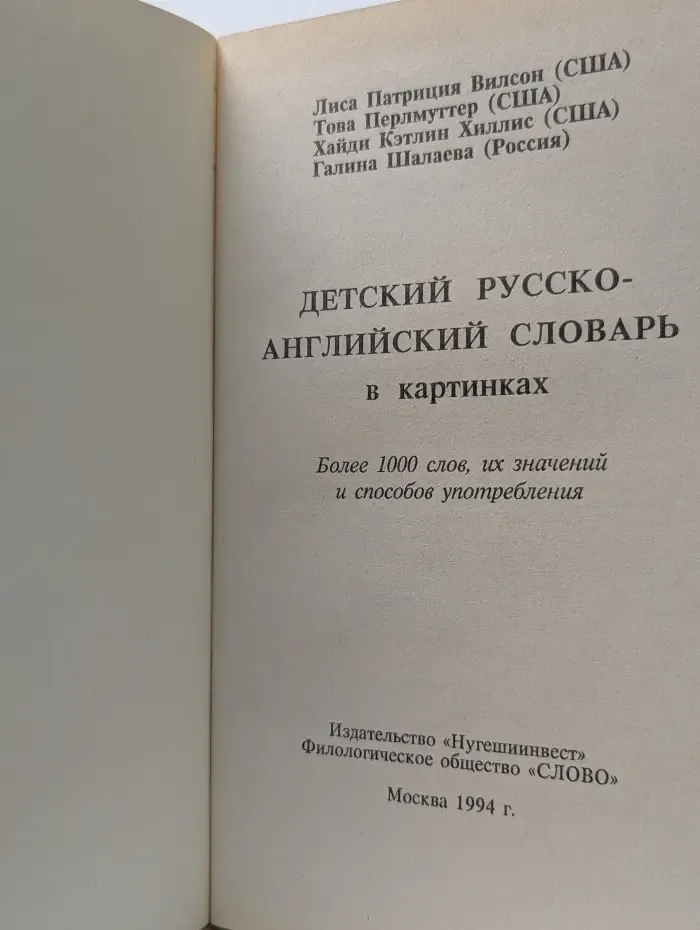 Лиса Патриция Вилсон (США)
Това Перлмуттер (США)
Хайди Кэтлин Хиллис (США)
Галина Шалаева (Россия)
ДЕТСКИЙ РУССКО-
АНГЛИЙСКИЙ СЛОВАРЬ
в картинках
Более 1000 слов, их значений
и способов употребления
Издательство «Нугешиинвест»
Филологическое общество «СЛОВО»
Москва 1994 г.